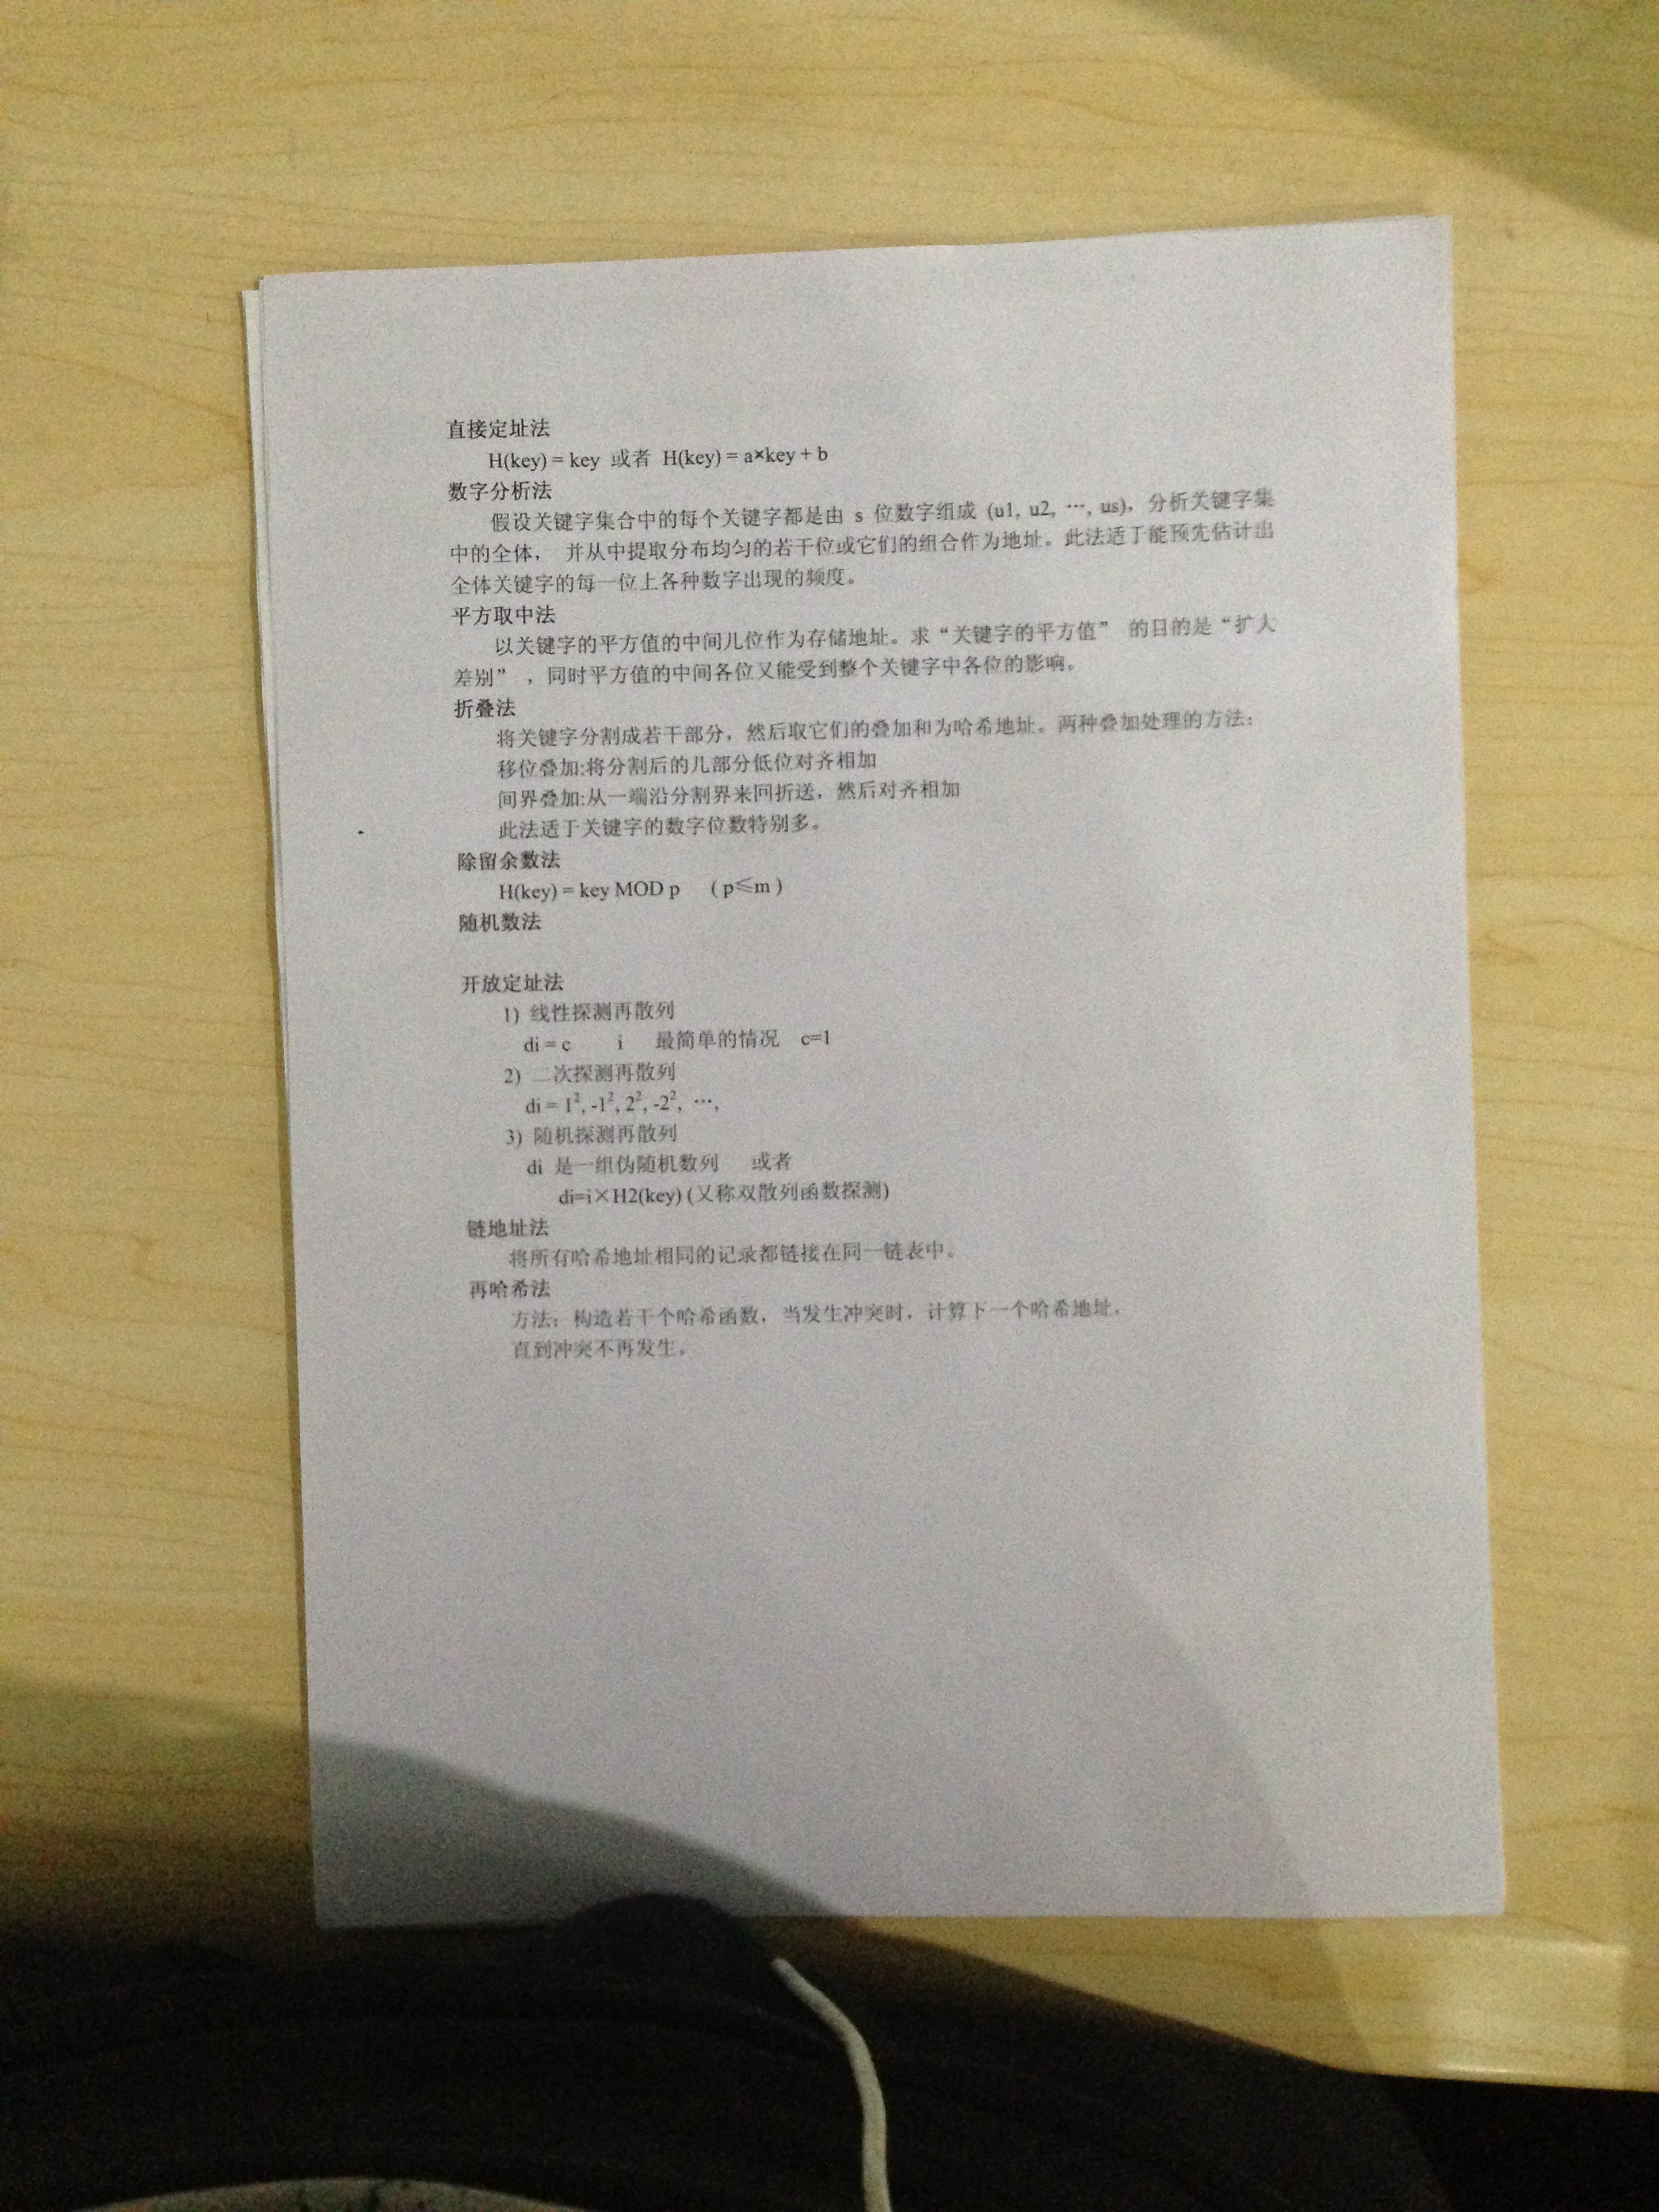 直接定址法
H(key) = key 或者 H(key) = a×key + b
数字分析法
假设关键字集合中的每个关键字都是由 s 位数字组成 (u1, u2, …, us)，分析关键字集
中的全体， 并从中提取分布均匀的若干位或它们的组合作为地址。此法适于能预先估计出
全体关键字的每一位上各种数字出现的频度。
平方取中法
以关键字的平方值的中间几位作为存储地址。求“关键字的平方值” 的目的是“扩大
差别” ，同时平方值的中间各位又能受到整个关键字中各位的影响。
折叠法
将关键字分割成若干部分，然后取它们的叠加和为哈希地址。两种叠加处理的方法：
移位叠加:将分割后的几部分低位对齐相加
间界叠加:从一端沿分割界来回折送，然后对齐相加
此法适于关键字的数字位数特别多。
除留余数法
H(key) = key MOD p ( p≤m )
随机数法
开放定址法
1) 线性探测再散列
di = c i 最简单的情况 c=1
2) 二次探测再散列
di = 1², -1², 2², -2², …,
3) 随机探测再散列
di 是一组伪随机数列 或者
di=i×H2(key) (又称双散列函数探测)
链地址法
将所有哈希地址相同的记录都链接在同一链表中。
再哈希法
方法：构造若干个哈希函数，当发生冲突时，计算下一个哈希地址，
直到冲突不再发生。